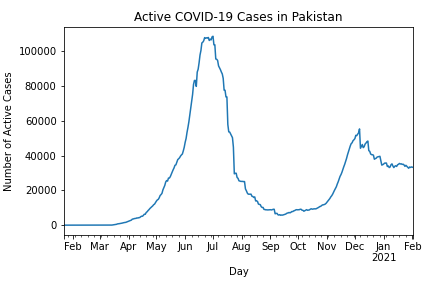 Active COVID-19 Cases in Pakistan
Number of Active Cases
100000
80000
60000
40000
20000
0
Feb Mar Apr May Jun Jul Aug Sep Oct Nov Dec Jan Feb
2021
Day